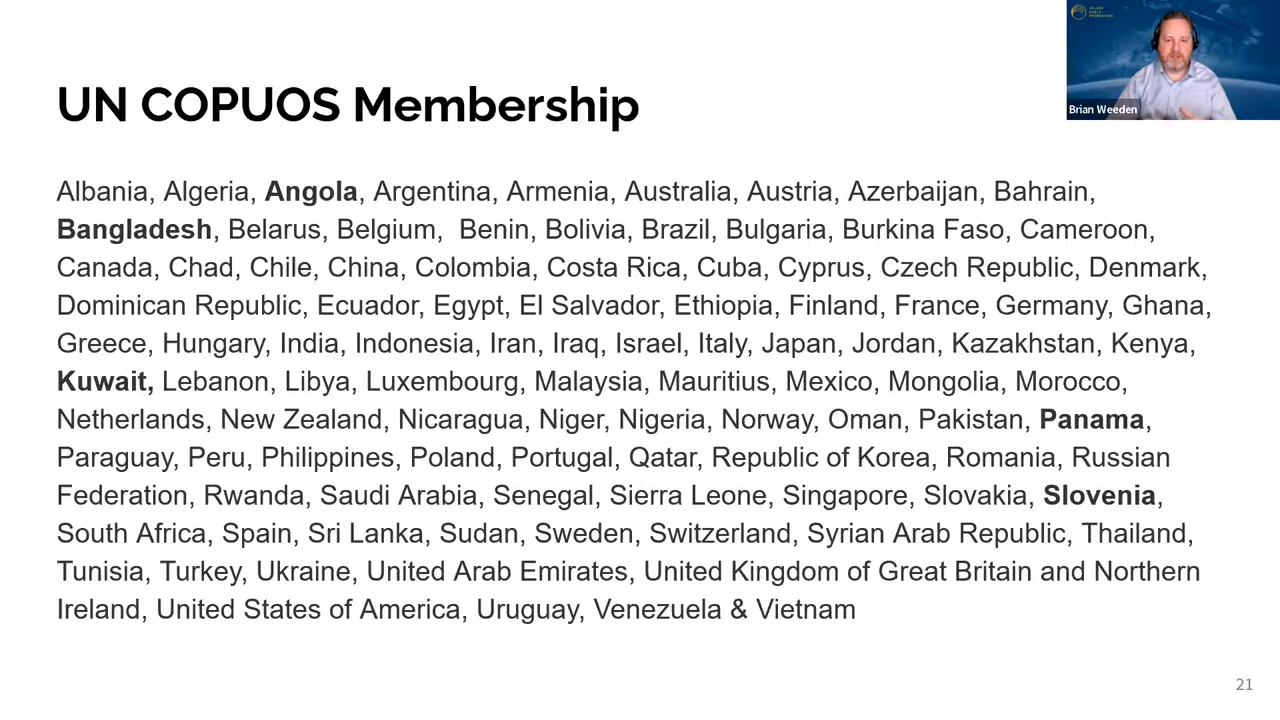 SECURE
WORLD
FOUNDATION
Brian Weeden
UN COPUOS Membership
Albania, Algeria, Angola, Argentina, Armenia, Australia, Austria, Azerbaijan, Bahrain,
Bangladesh, Belarus, Belgium,  Benin, Bolivia, Brazil, Bulgaria, Burkina Faso, Cameroon,
Canada, Chad, Chile, China, Colombia, Costa Rica, Cuba, Cyprus, Czech Republic, Denmark,
Dominican Republic, Ecuador, Egypt, El Salvador, Ethiopia, Finland, France, Germany, Ghana,
Greece, Hungary, India, Indonesia, Iran, Iraq, Israel, Italy, Japan, Jordan, Kazakhstan, Kenya,
Kuwait, Lebanon, Libya, Luxembourg, Malaysia, Mauritius, Mexico, Mongolia, Morocco,
Netherlands, New Zealand, Nicaragua, Niger, Nigeria, Norway, Oman, Pakistan, Panama,
Paraguay, Peru, Philippines, Poland, Portugal, Qatar, Republic of Korea, Romania, Russian
Federation, Rwanda, Saudi Arabia, Senegal, Sierra Leone, Singapore, Slovakia, Slovenia,
South Africa, Spain, Sri Lanka, Sudan, Sweden, Switzerland, Syrian Arab Republic, Thailand,
Tunisia, Turkey, Ukraine, United Arab Emirates, United Kingdom of Great Britain and Northern
Ireland, United States of America, Uruguay, Venezuela & Vietnam
21